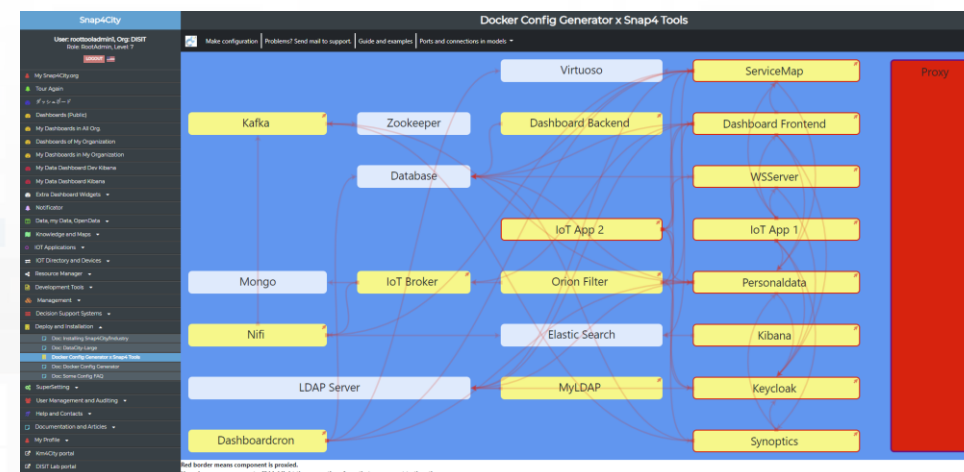 Snap4City
User: roottooladmin1, Org: DISIT
Role: RootAdmin, Level: 7
LOGOUT
My Snap4City.org
Tour Again
ダッシュボード
Dashboards (Public)
My Dashboards in All Org.
Dashboards of My Organization
My Dashboards in My Organization
My Data Dashboard Dev Kibana
My Data Dashboard Kibana
Extra Dashboard Widgets
Notificator
Data, my Data, OpenData
Knowledge and Maps
IOT Applications
IOT Directory and Devices
Resource Manager
Development Tools
Management
Decision Support Systems
Deploy and Installation
Doc: Installing Snap4City/Industry
Doc: DataCity-Large
Docker Config Generator x Snap4 Tools
Doc: Docker Config Generator
Doc: Some Config FAQ
SuperSetting
User Management and Auditing
Help and Contacts
Documentation and Articles
My Profile
Km4City portal
DISIT Lab portal
Docker Config Generator x Snap4 Tools
Make configuration
Problems? Send mail to support.
Guide and examples
Ports and connections in models
Virtuoso
ServiceMap
Proxy
Kafka
Zookeeper
Dashboard Backend
Dashboard Frontend
Database
WSServer
IoT App 2
IoT App 1
Mongo
IoT Broker
Orion Filter
Personaldata
Nifi
Elastic Search
Kibana
LDAP Server
MyLDAP
Keycloak
Dashboardcron
Synoptics
Red border means component is proxied.